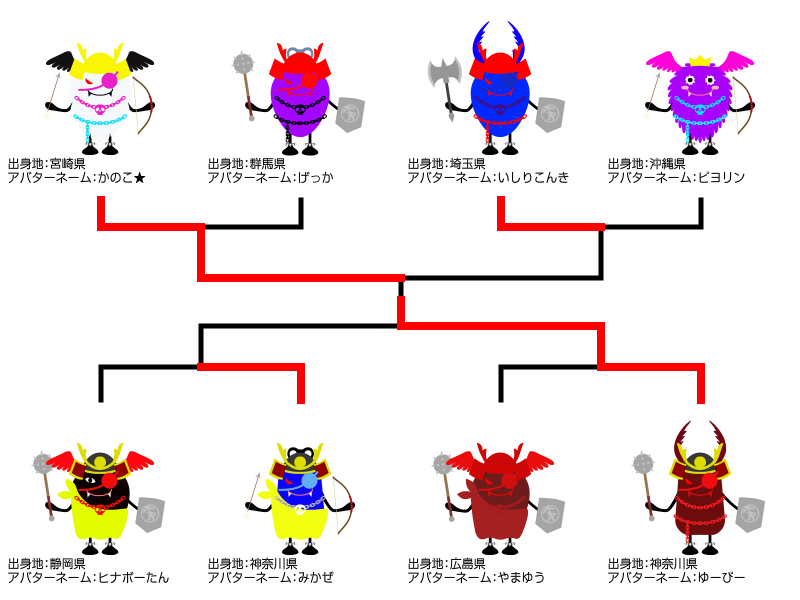 出身地:宮崎県
アバターネーム:かのこ★
出身地:群馬県
アバターネーム:げっか
出身地:埼玉県
アバターネーム:いしりこんき
出身地:沖縄県
アバターネーム:ピヨリン
出身地:静岡県
アバターネーム:ヒナボーたん
出身地:神奈川県
アバターネーム:みかぜ
出身地:広島県
アバターネーム:やまゆう
出身地:神奈川県
アバターネーム:ゆーびー